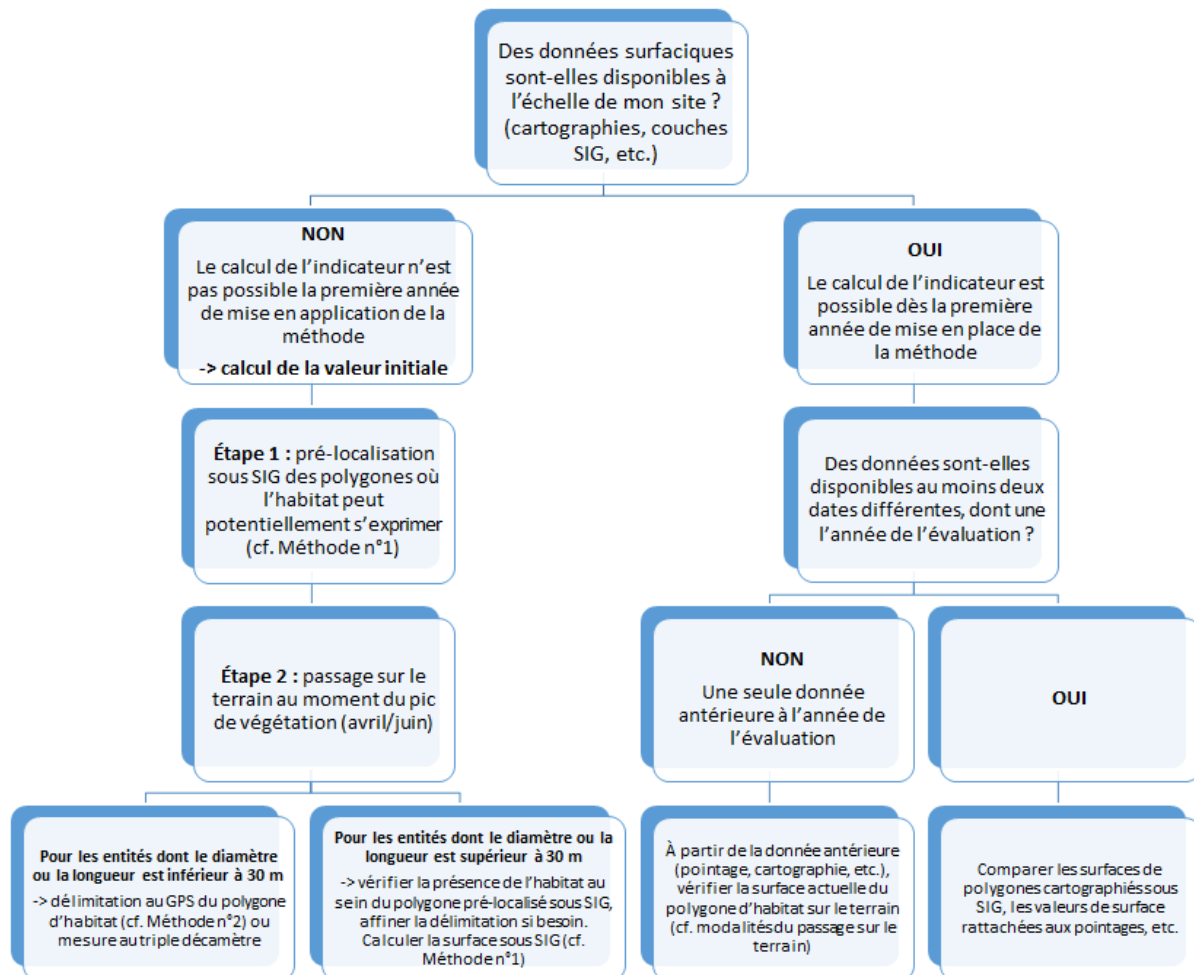 Des données surfaciques
sont-elles disponibles à
l'échelle de mon site ?
(cartographies, couches
SIG, etc.)
NON
Le calcul de l'indicateur n'est
pas possible la première année
de mise en application de la
méthode
-> calcul de la valeur initiale
OUI
Le calcul de l'indicateur est
possible dès la première
année de mise en place de
la méthode
Étape 1 : pré-localisation
sous SIG des polygones où
l'habitat peut
potentiellement s'exprimer
(cf. Méthode n°1)
Des données sont-elles
disponibles au moins deux
dates différentes, dont une
l'année de l'évaluation ?
Étape 2 : passage sur le
terrain au moment du pic
de végétation (avril/juin)
NON
Une seule donnée
antérieure à l'année de
l'évaluation
OUI
Pour les entités dont le diamètre
ou la longueur est inférieur à 30 m
-> délimitation au GPS du polygone
d'habitat (cf. Méthode n°2) ou
mesure au triple décamètre
Pour les entités dont le diamètre ou la
longueur est supérieur à 30 m
-> vérifier la présence de l'habitat au
sein du polygone pré-localisé sous SIG,
affiner la délimitation si besoin.
Calculer la surface sous SIG (cf.
Méthode n°1)
À partir de la donnée antérieure
(pointage, cartographie, etc.),
vérifier la surface actuelle du
polygone d'habitat sur le terrain
(cf. modalités du passage sur le
terrain)
Comparer les surfaces de
polygones cartographiés sous
SIG, les valeurs de surface
rattachées aux pointages, etc.